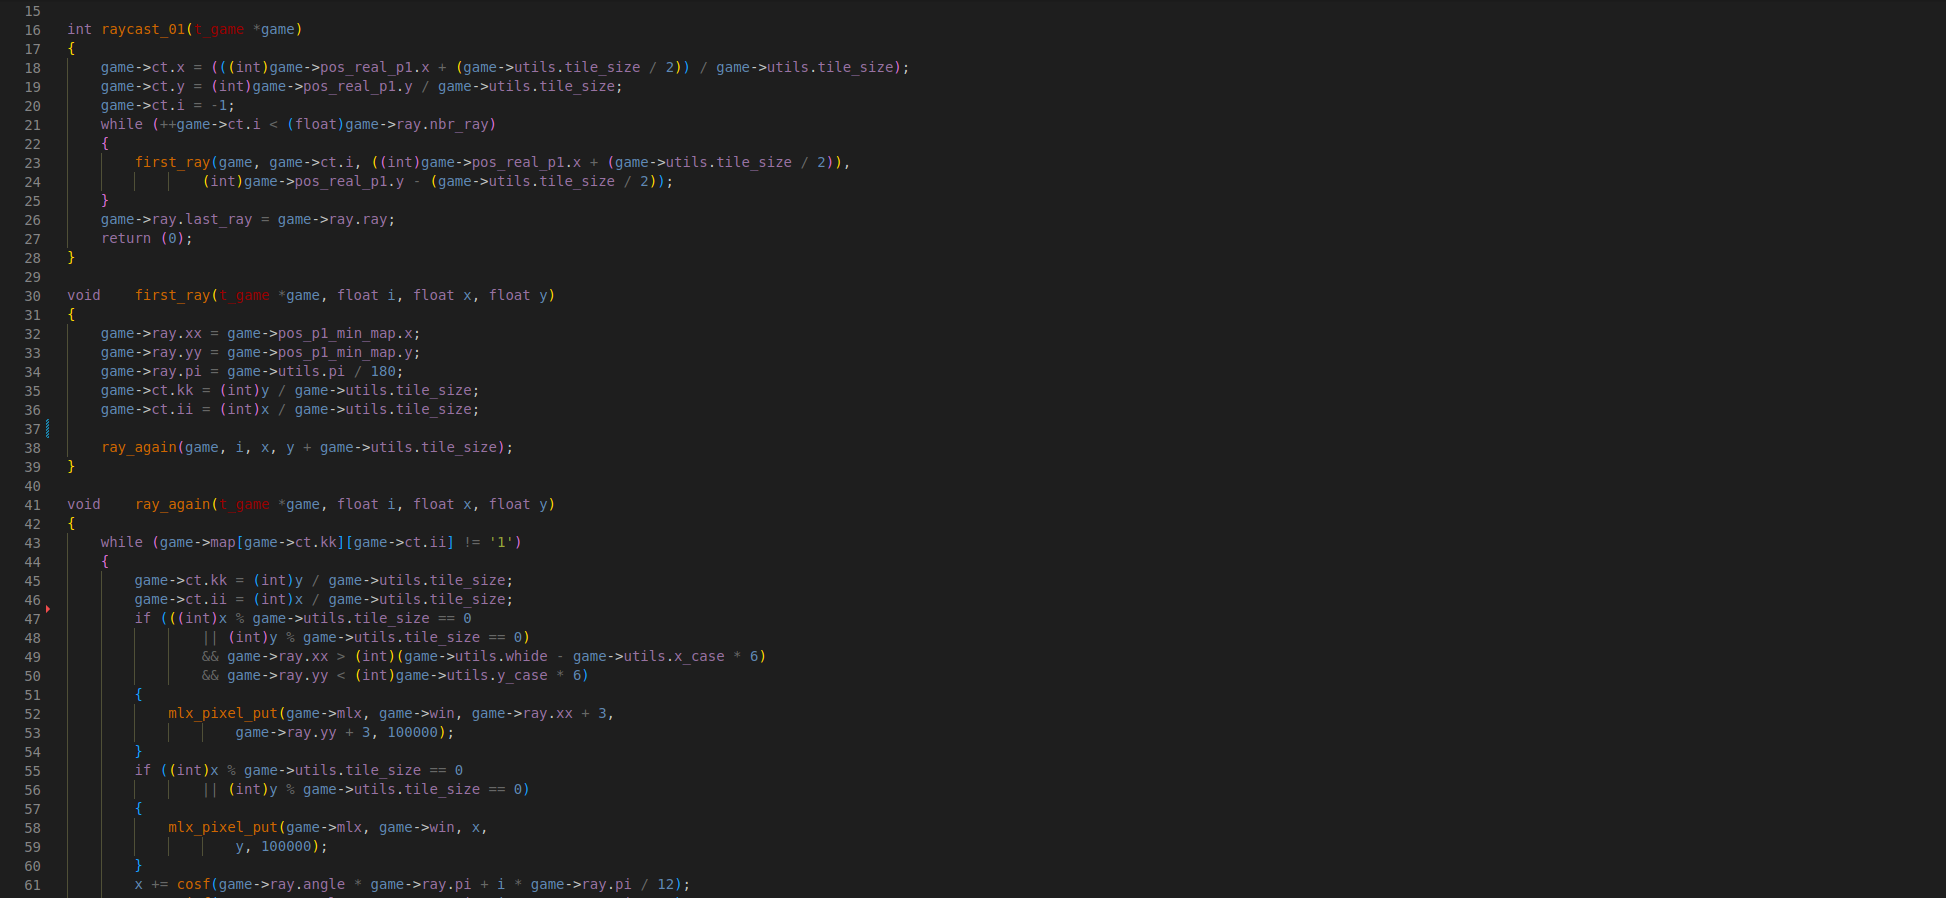 15
16 int raycast_01(t_game *game)
17 {
18 game->ct.x = (((int)game->pos_real_p1.x + (game->utils.tile_size / 2)) / game->utils.tile_size);
19 game->ct.y = (int)game->pos_real_p1.y / game->utils.tile_size;
20 game->ct.i = -1;
21 while (++game->ct.i < (float)game->ray.nbr_ray)
22 {
23 first_ray(game, game->ct.i, ((int)game->pos_real_p1.x + (game->utils.tile_size / 2)),
24 (int)game->pos_real_p1.y - (game->utils.tile_size / 2));
25 }
26 game->ray.last_ray = game->ray.ray;
27 return (0);
28 }
29
30 void first_ray(t_game *game, float i, float x, float y)
31 {
32 game->ray.xx = game->pos_p1_min_map.x;
33 game->ray.yy = game->pos_p1_min_map.y;
34 game->ray.pi = game->utils.pi / 180;
35 game->ct.kk = (int)y / game->utils.tile_size;
36 game->ct.ii = (int)x / game->utils.tile_size;
37
38 ray_again(game, i, x, y + game->utils.tile_size);
39 }
40
41 void ray_again(t_game *game, float i, float x, float y)
42 {
43 while (game->map[game->ct.kk][game->ct.ii] != '1')
44 {
45 game->ct.kk = (int)y / game->utils.tile_size;
46 game->ct.ii = (int)x / game->utils.tile_size;
47 if (((int)x % game->utils.tile_size == 0
48 || (int)y % game->utils.tile_size == 0)
49 && game->ray.xx > (int)(game->utils.whide - game->utils.x_case * 6)
50 && game->ray.yy < (int)game->utils.y_case * 6)
51 {
52 mlx_pixel_put(game->mlx, game->win, game->ray.xx + 3,
53 game->ray.yy + 3, 100000);
54 }
55 if ((int)x % game->utils.tile_size == 0
56 || (int)y % game->utils.tile_size == 0)
57 {
58 mlx_pixel_put(game->mlx, game->win, x,
59 y, 100000);
60 }
61 x += cosf(game->ray.angle * game->ray.pi + i * game->ray.pi / 12);